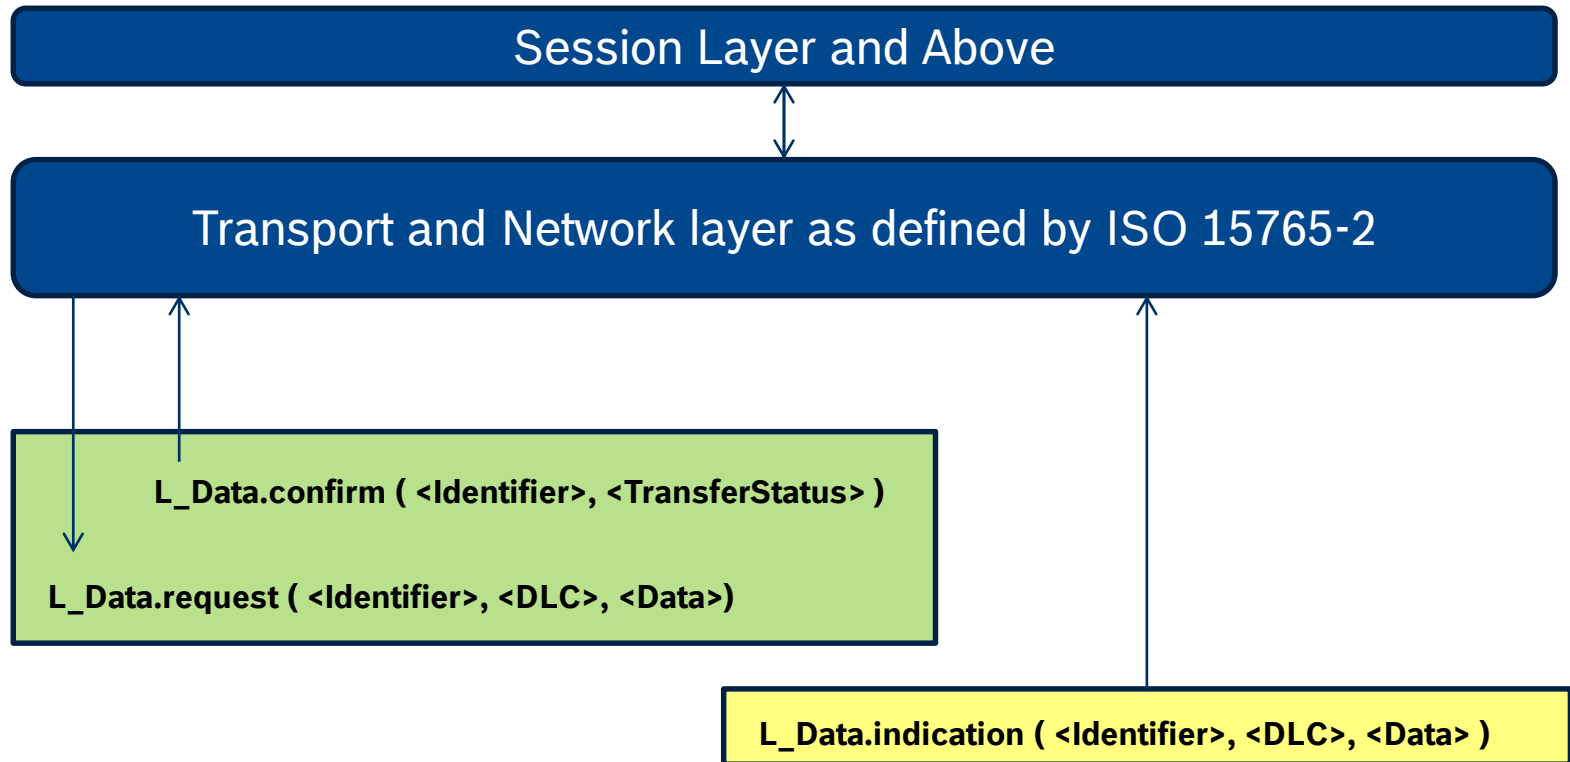 Session Layer and Above
Transport and Network layer as defined by ISO 15765-2
L_Data.confirm ( <Identifier>, <TransferStatus> )
L_Data.request ( <Identifier>, <DLC>, <Data>)
L_Data.indication ( <Identifier>, <DLC>, <Data> )